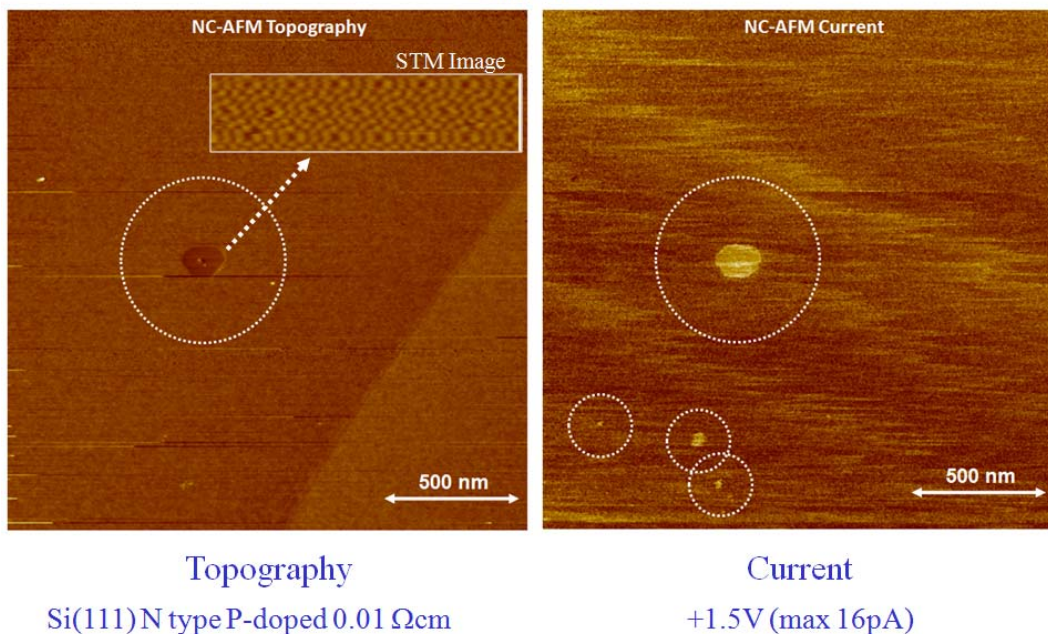 NC-AFM Topography
STM Image
500 nm
NC-AFM Current
500 nm
Topography
Si(111) N type P-doped 0.01 Ωcm
Current
+1.5V (max 16pA)